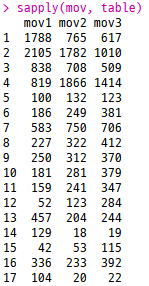 > sapply(mov, table)
mov1 mov2 mov3
1 1788 765 617
2 2105 1782 1010
3 838 708 509
4 819 1866 1414
5 100 132 123
6 186 249 381
7 583 750 706
8 227 322 412
9 250 312 370
10 181 281 379
11 159 241 347
12 52 123 284
13 457 204 244
14 129 18 19
15 42 53 115
16 336 233 392
17 104 20 22